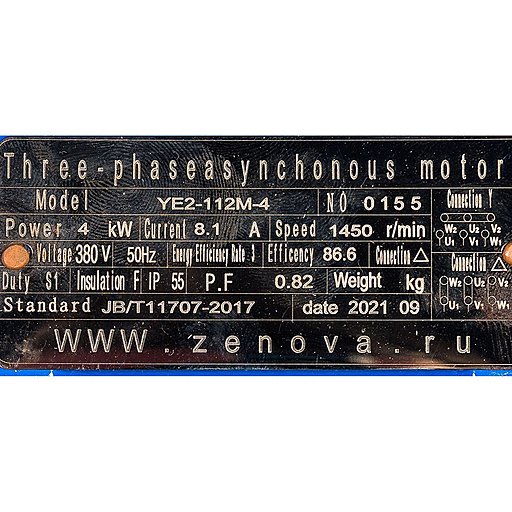 Three-phaseasynchonous motor
Model YE2-112M-4 NO 0155
Power 4 kW Current 8.1 A Speed 1450 r/min
Voltage 380V 50Hz Energy Efficiency Rate 3 Efficency 86.6 Connection △
Duty S1 Insulation F IP 55 P.F 0.82 Weight kg
Standard JB/T11707-2017 date 2021 09
WWW.zenova.ru
Connection Y
W2 U2 V2
U1 V1 W1
Connection △
W2 U2 V2
U1 V1 W1